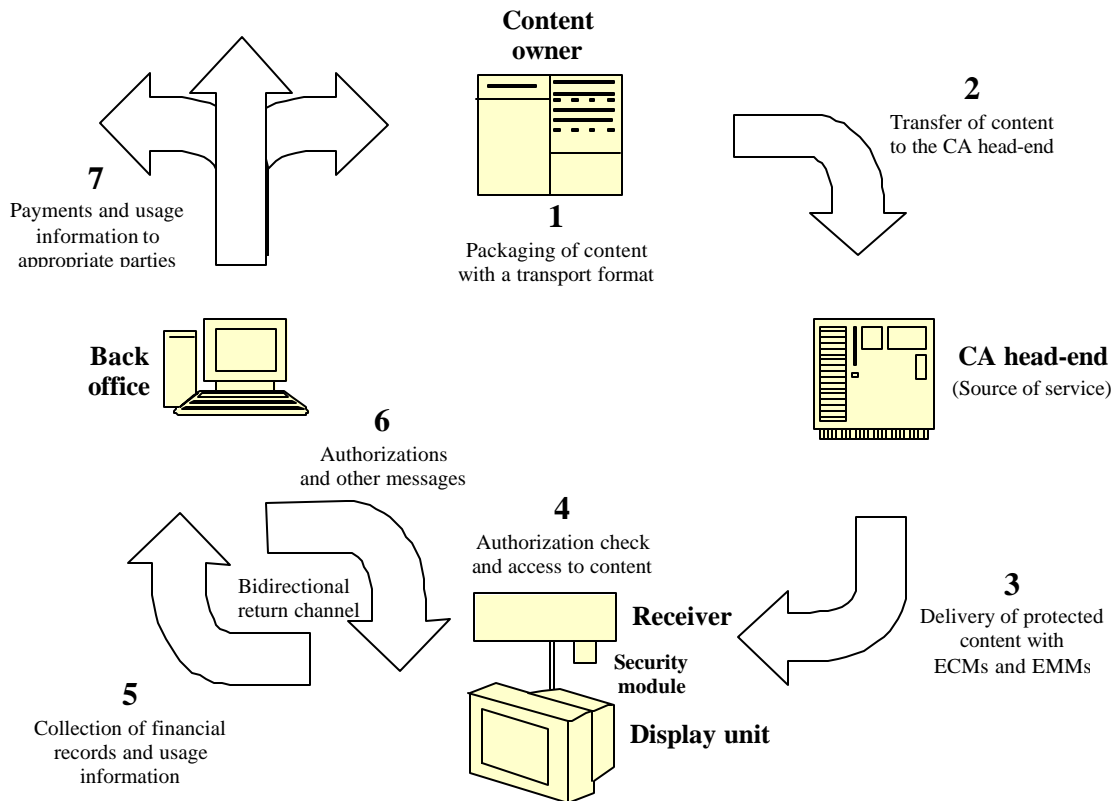 Content
owner
1
Packaging of content
with a transport format
2
Transfer of content
to the CA head-end
CA head-end
(Source of service)
3
Delivery of protected
content with
ECMs and EMMs
4
Authorization check
and access to content
Receiver
Security
module
Display unit
Bidirectional
return channel
5
Collection of financial
records and usage
information
6
Authorizations
and other messages
Back
office
7
Payments and usage
information to
appropriate parties